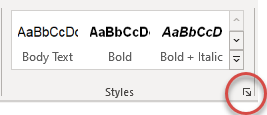 AaBbCcDc AaBbCcD AaBbCcD
Body Text Bold Bold + Italic
Styles